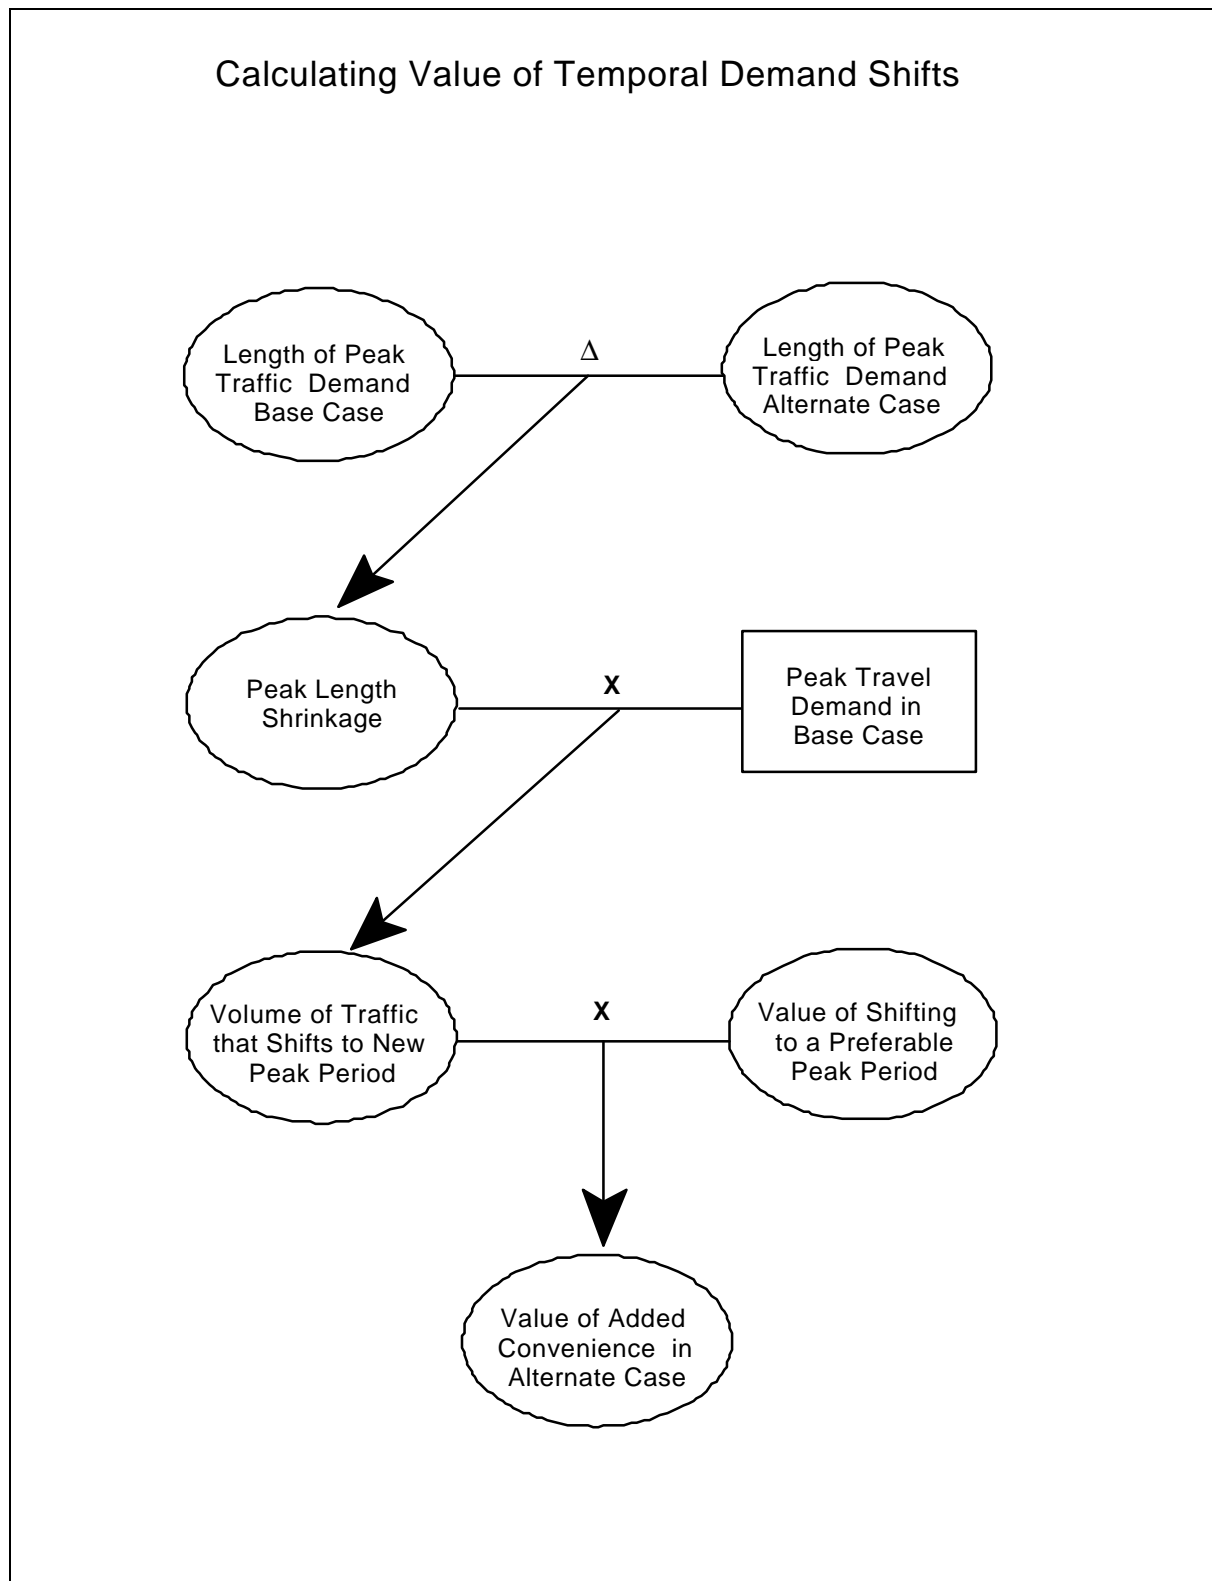 Calculating Value of Temporal Demand Shifts
Length of Peak
Traffic Demand
Base Case
Δ
Length of Peak
Traffic Demand
Alternate Case
Peak Length
Shrinkage
X
Peak Travel
Demand in
Base Case
Volume of Traffic
that Shifts to New
Peak Period
X
Value of Shifting
to a Preferable
Peak Period
Value of Added
Convenience in
Alternate Case